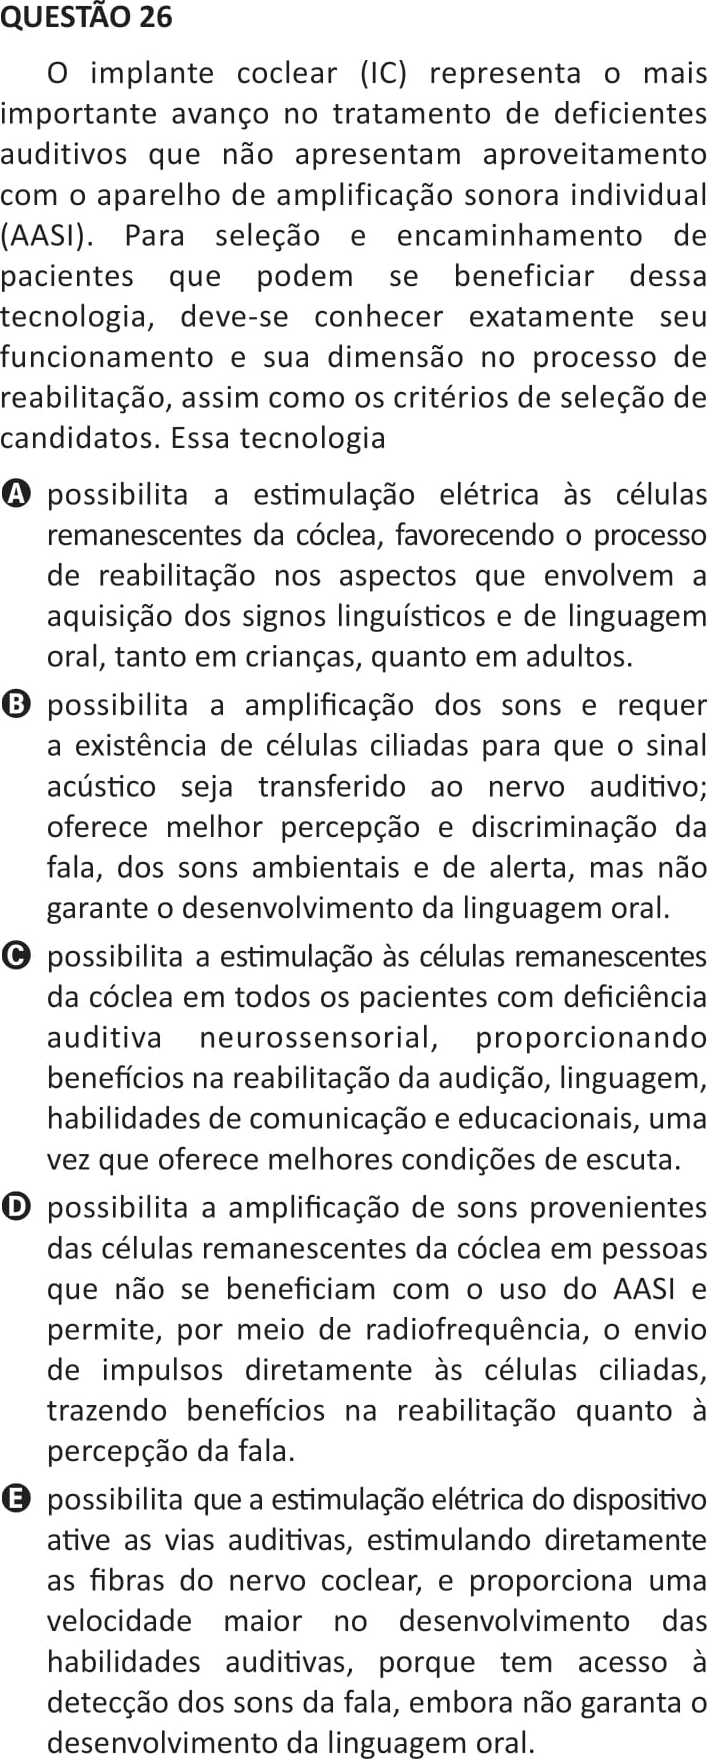 QUESTÃO 26
O implante coclear (IC) representa o mais
importante avanço no tratamento de deficientes
auditivos que não apresentam aproveitamento
com o aparelho de amplificação sonora individual
(AASI). Para seleção e encaminhamento de
pacientes que podem se beneficiar dessa
tecnologia, deve-se conhecer exatamente seu
funcionamento e sua dimensão no processo de
reabilitação, assim como os critérios de seleção de
candidatos. Essa tecnologia
A possibilita a estimulação elétrica às células
remanescentes da cóclea, favorecendo o processo
de reabilitação nos aspectos que envolvem a
aquisição dos signos linguísticos e de linguagem
oral, tanto em crianças, quanto em adultos.
B possibilita a amplificação dos sons e requer
a existência de células ciliadas para que o sinal
acústico seja transferido ao nervo auditivo;
oferece melhor percepção e discriminação da
fala, dos sons ambientais e de alerta, mas não
garante o desenvolvimento da linguagem oral.
C possibilita a estimulação às células remanescentes
da cóclea em todos os pacientes com deficiência
auditiva neurossensorial, proporcionando
benefícios na reabilitação da audição, linguagem,
habilidades de comunicação e educacionais, uma
vez que oferece melhores condições de escuta.
D possibilita a amplificação de sons provenientes
das células remanescentes da cóclea em pessoas
que não se beneficiam com o uso do AASI e
permite, por meio de radiofrequência, o envio
de impulsos diretamente às células ciliadas,
trazendo benefícios na reabilitação quanto à
percepção da fala.
E possibilita que a estimulação elétrica do dispositivo
ative as vias auditivas, estimulando diretamente
as fibras do nervo coclear, e proporciona uma
velocidade maior no desenvolvimento das
habilidades auditivas, porque tem acesso à
detecção dos sons da fala, embora não garanta o
desenvolvimento da linguagem oral.